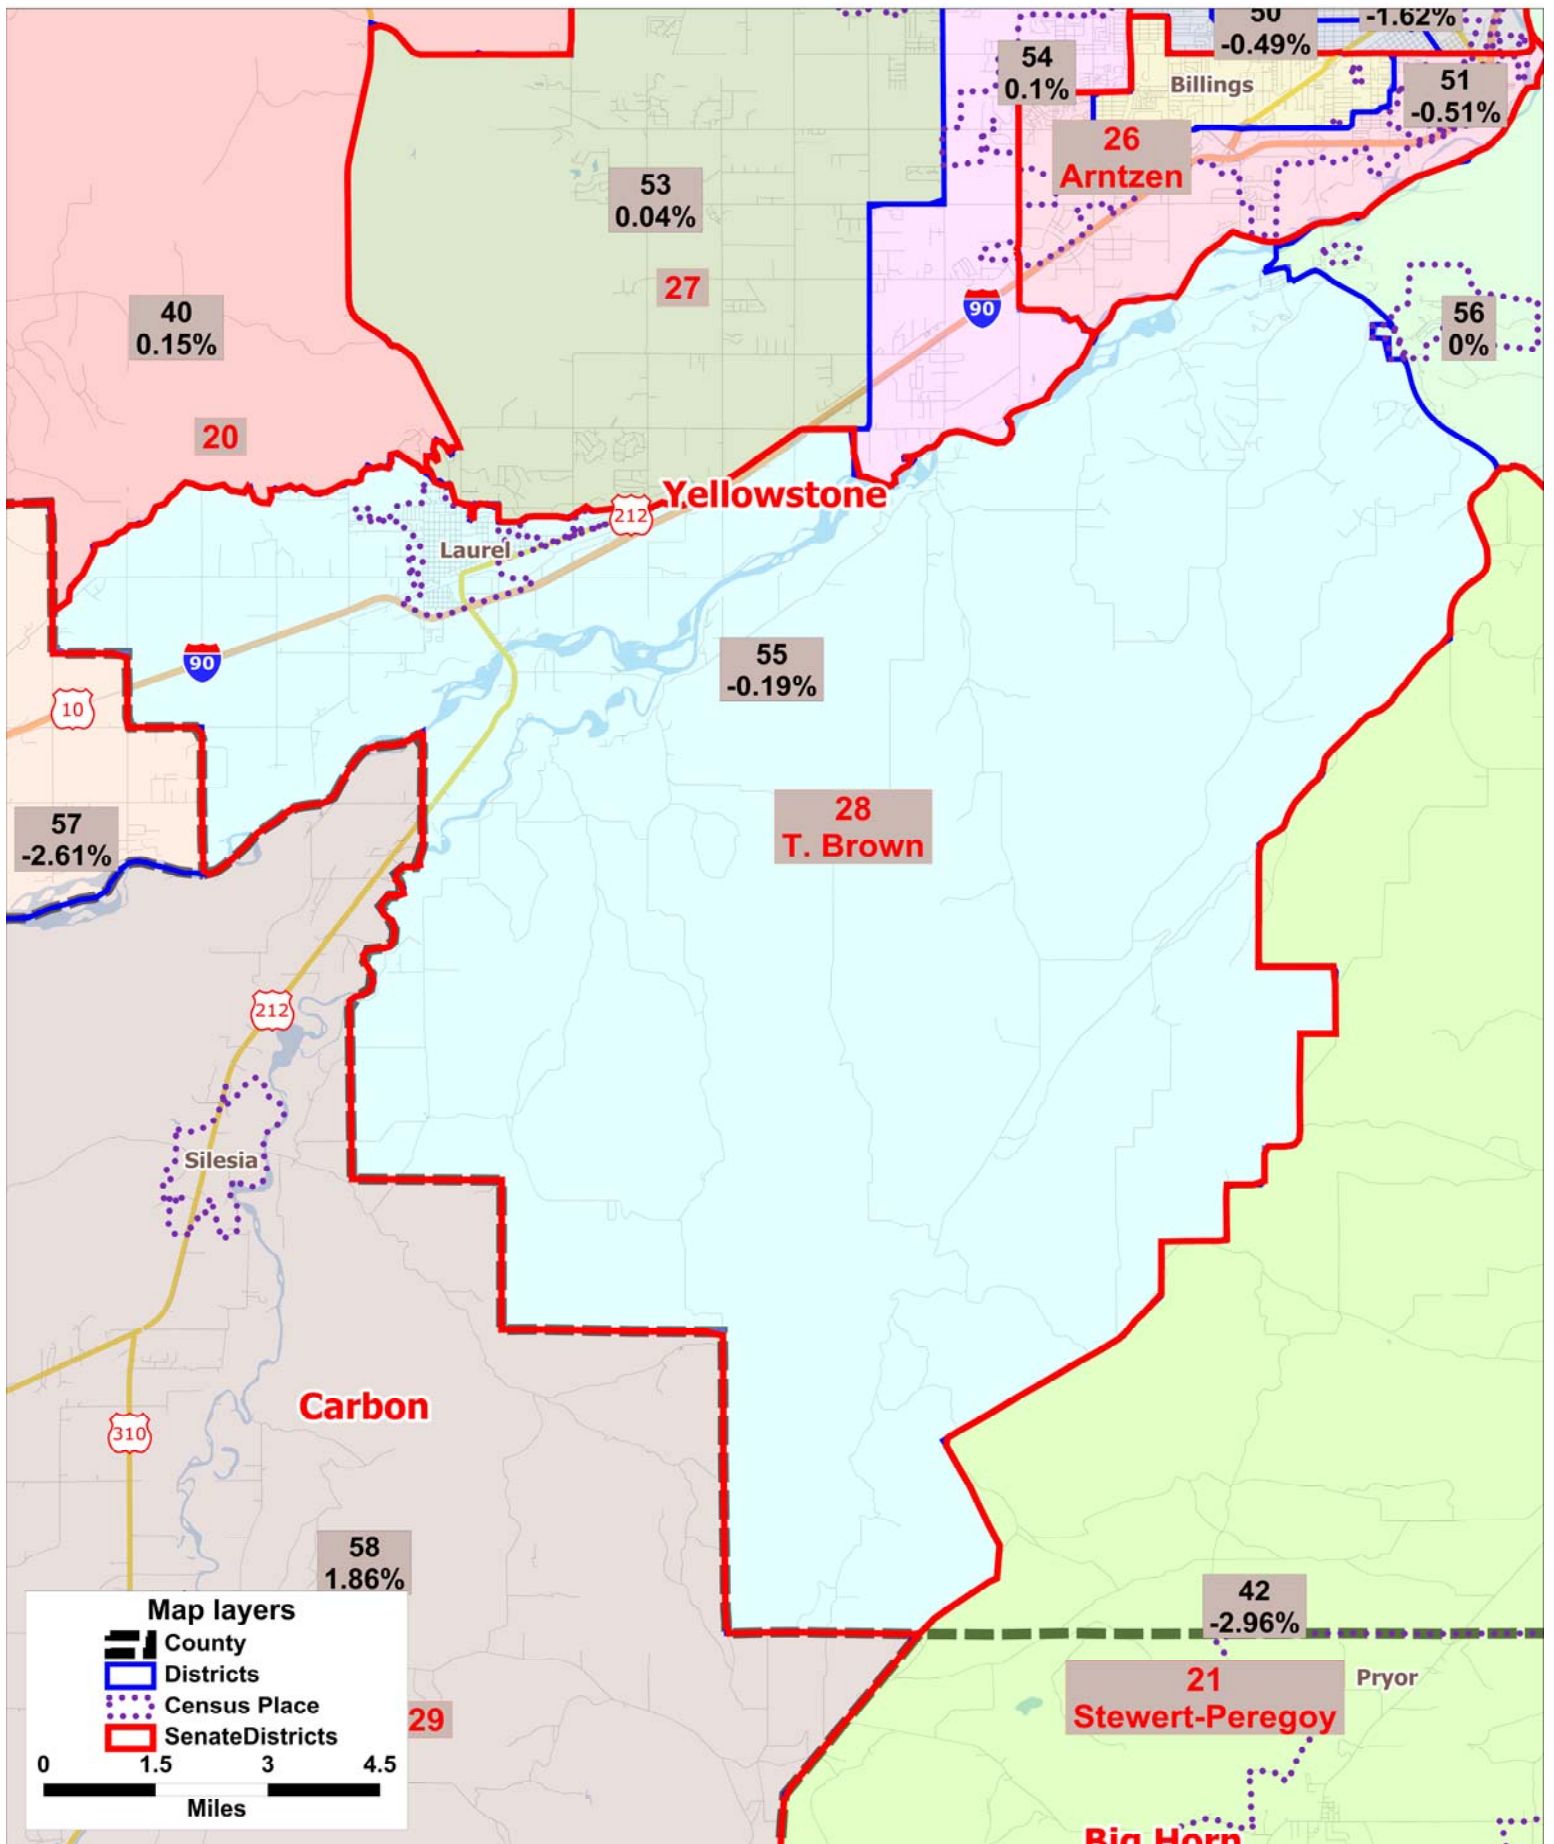 50
-0.49%
-1.62%
54
0.1%
Billings
51
-0.51%
26
Arntzen
53
0.04%
27
40
0.15%
90
56
0%
20
Yellowstone
212
Laurel
55
-0.19%
90
10
28
T. Brown
57
-2.61%
212
Silesia
Carbon
310
58
1.86%
42
-2.96%
21
Stewert-Peregoy
Pryor
29
Map layers
County
Districts
Census Place
SenateDistricts
0 1.5 3 4.5
Miles
Big Horn